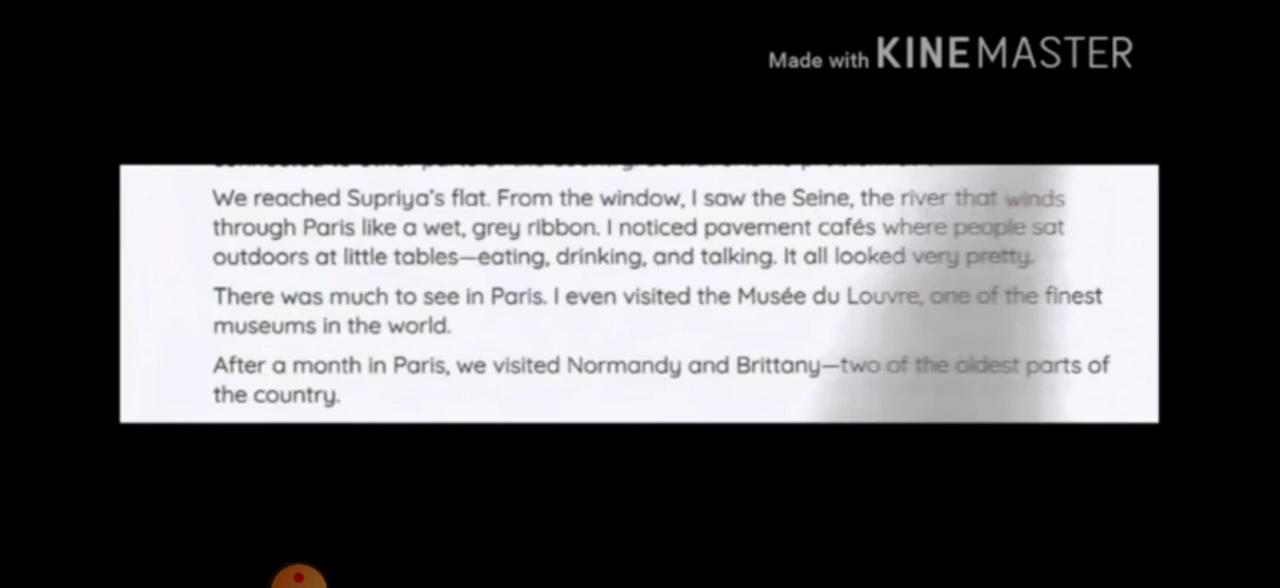 Made with KINEMASTER
We reached Supriya's flat. From the window, I saw the Seine, the river that winds
through Paris like a wet, grey ribbon. I noticed pavement cafés where people sat
outdoors at little tables—eating, drinking, and talking. It all looked very pretty.
There was much to see in Paris. I even visited the Musée du Louvre, one of the finest
museums in the world.
After a month in Paris, we visited Normandy and Brittany—two of the oldest parts of
the country.